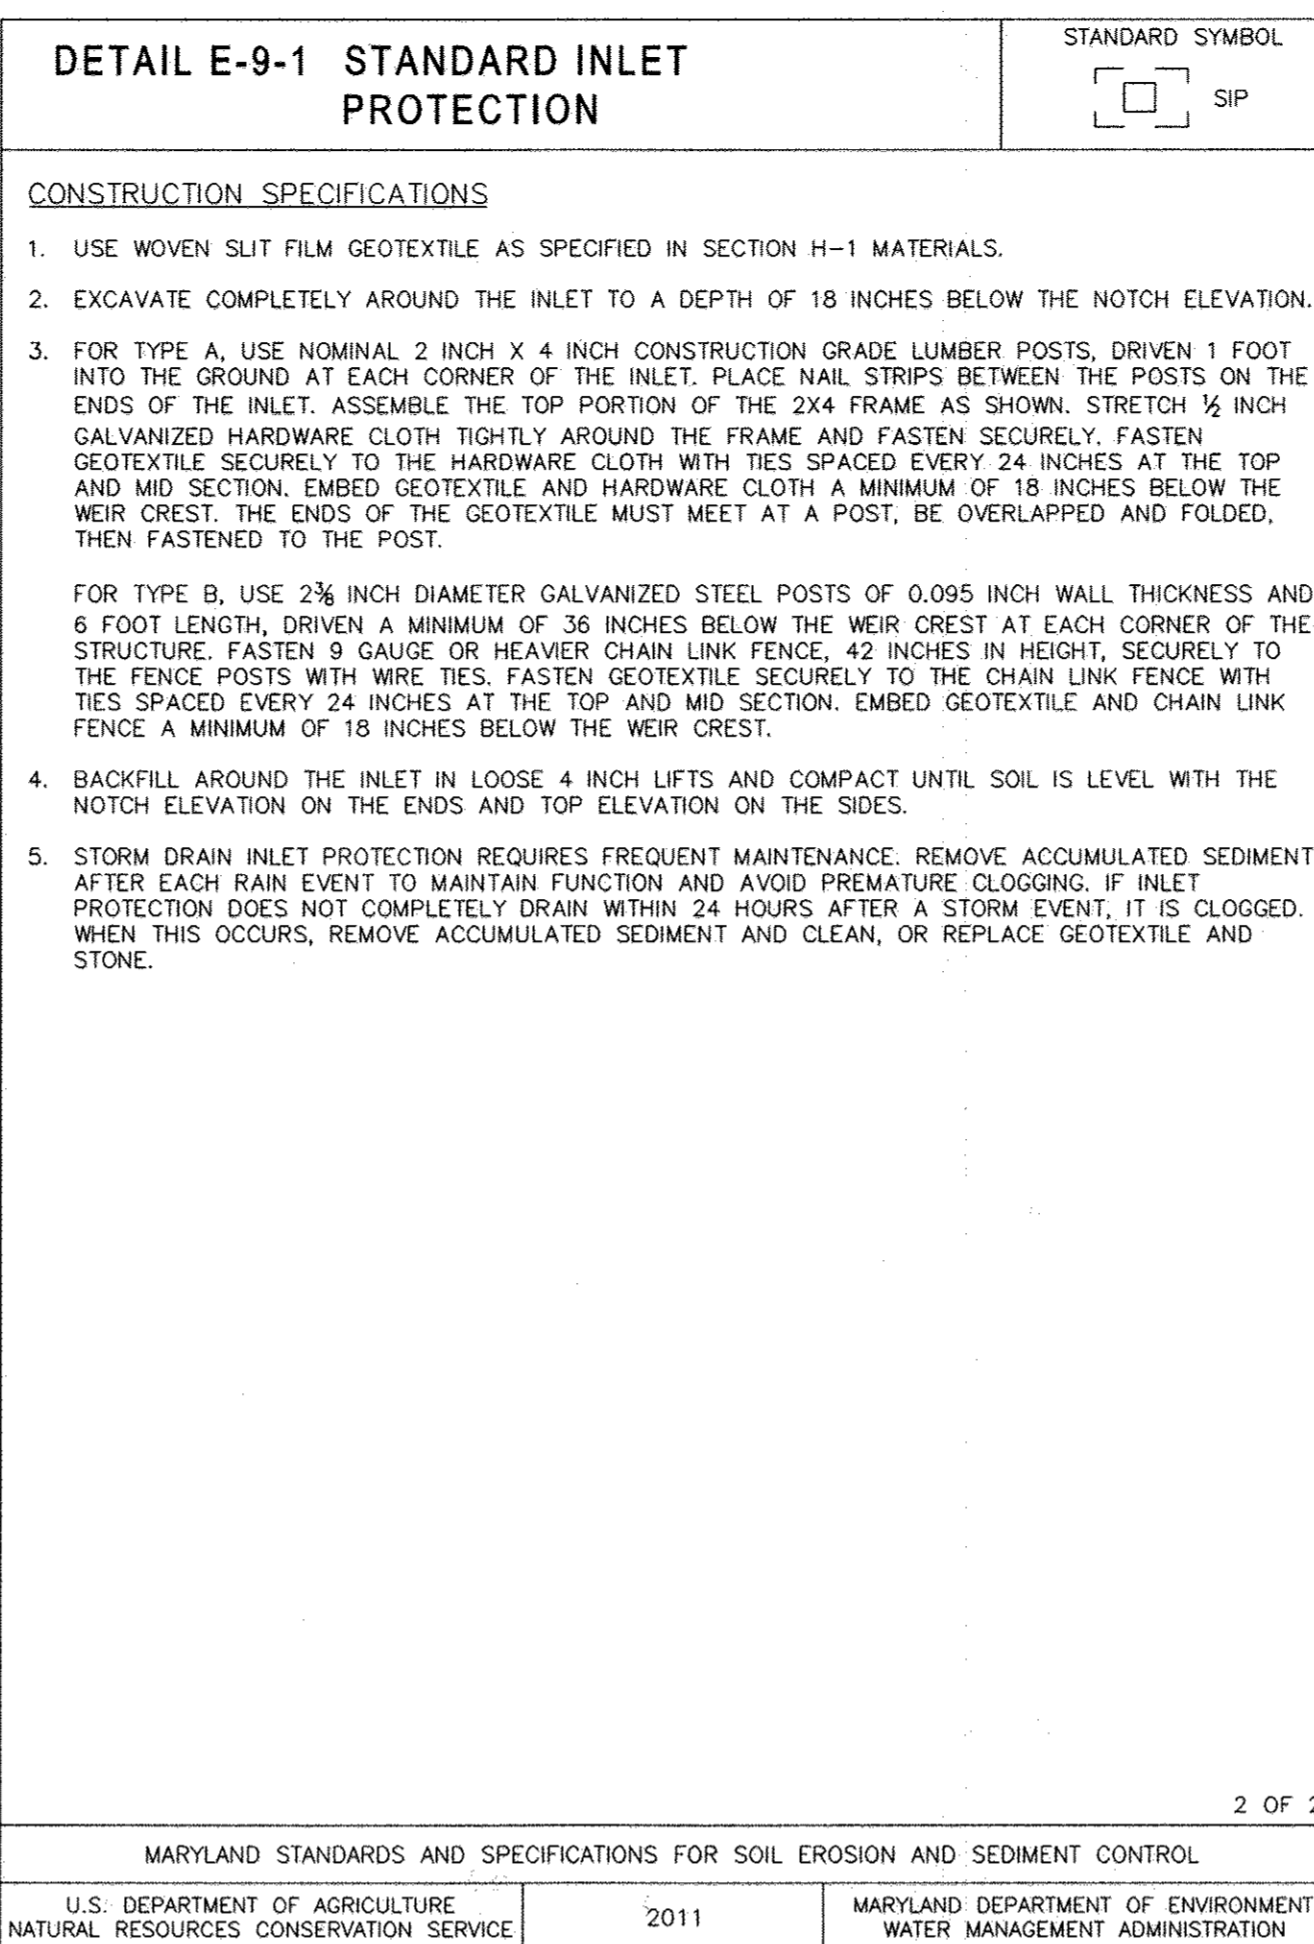 DETAIL E-9-1 STANDARD INLET
PROTECTION
STANDARD SYMBOL
SIP
CONSTRUCTION SPECIFICATIONS
1. USE WOVEN SLIT FILM GEOTEXTILE AS SPECIFIED IN SECTION H-1 MATERIALS.
2. EXCAVATE COMPLETELY AROUND THE INLET TO A DEPTH OF 18 INCHES BELOW THE NOTCH ELEVATION.
3. FOR TYPE A, USE NOMINAL 2 INCH X 4 INCH CONSTRUCTION GRADE LUMBER POSTS, DRIVEN 1 FOOT
INTO THE GROUND AT EACH CORNER OF THE INLET. PLACE NAIL STRIPS BETWEEN THE POSTS ON THE
ENDS OF THE INLET. ASSEMBLE THE TOP PORTION OF THE 2X4 FRAME AS SHOWN. STRETCH ½ INCH
GALVANIZED HARDWARE CLOTH TIGHTLY AROUND THE FRAME AND FASTEN SECURELY. FASTEN
GEOTEXTILE SECURELY TO THE HARDWARE CLOTH WITH TIES SPACED EVERY 24 INCHES AT THE TOP
AND MID SECTION. EMBED GEOTEXTILE AND HARDWARE CLOTH A MINIMUM OF 18 INCHES BELOW THE
WEIR CREST. THE ENDS OF THE GEOTEXTILE MUST MEET AT A POST, BE OVERLAPPED AND FOLDED,
THEN FASTENED TO THE POST.
FOR TYPE B, USE 2⅜ INCH DIAMETER GALVANIZED STEEL POSTS OF 0.095 INCH WALL THICKNESS AND
6 FOOT LENGTH, DRIVEN A MINIMUM OF 36 INCHES BELOW THE WEIR CREST AT EACH CORNER OF THE
STRUCTURE. FASTEN 9 GAUGE OR HEAVIER CHAIN LINK FENCE, 42 INCHES IN HEIGHT, SECURELY TO
THE FENCE POSTS WITH WIRE TIES. FASTEN GEOTEXTILE SECURELY TO THE CHAIN LINK FENCE WITH
TIES SPACED EVERY 24 INCHES AT THE TOP AND MID SECTION. EMBED GEOTEXTILE AND CHAIN LINK
FENCE A MINIMUM OF 18 INCHES BELOW THE WEIR CREST.
4. BACKFILL AROUND THE INLET IN LOOSE 4 INCH LIFTS AND COMPACT UNTIL SOIL IS LEVEL WITH THE
NOTCH ELEVATION ON THE ENDS AND TOP ELEVATION ON THE SIDES.
5. STORM DRAIN INLET PROTECTION REQUIRES FREQUENT MAINTENANCE. REMOVE ACCUMULATED SEDIMENT
AFTER EACH RAIN EVENT TO MAINTAIN FUNCTION AND AVOID PREMATURE CLOGGING. IF INLET
PROTECTION DOES NOT COMPLETELY DRAIN WITHIN 24 HOURS AFTER A STORM EVENT, IT IS CLOGGED.
WHEN THIS OCCURS, REMOVE ACCUMULATED SEDIMENT AND CLEAN, OR REPLACE GEOTEXTILE AND
STONE.
2 OF 2
MARYLAND STANDARDS AND SPECIFICATIONS FOR SOIL EROSION AND SEDIMENT CONTROL
U.S. DEPARTMENT OF AGRICULTURE
NATURAL RESOURCES CONSERVATION SERVICE
2011
MARYLAND DEPARTMENT OF ENVIRONMENT
WATER MANAGEMENT ADMINISTRATION